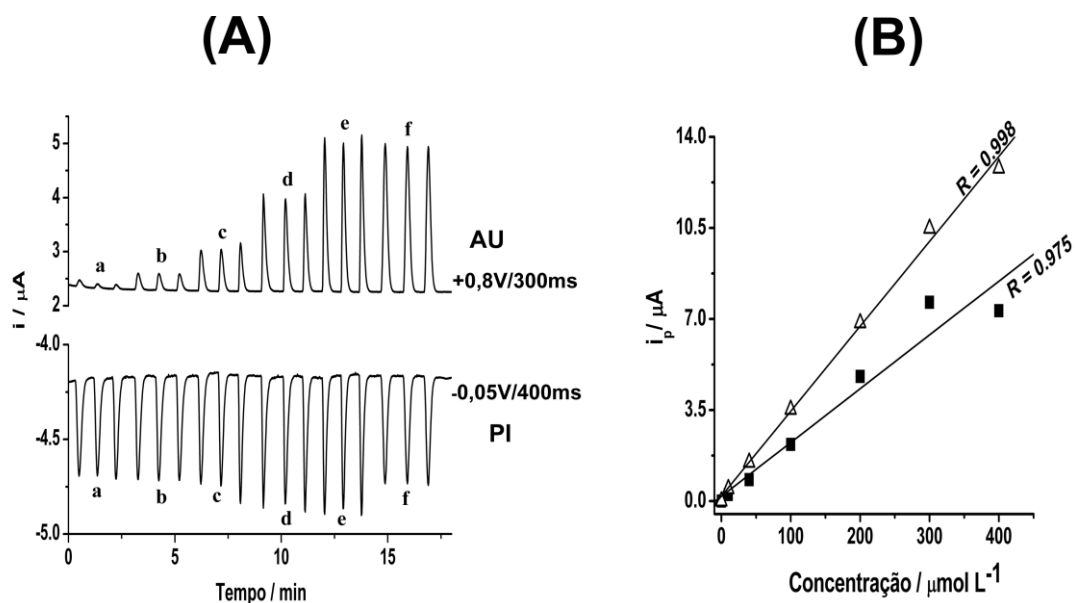 (A)
(B)
i / μA
5
4
3
2
-4.0
-4.5
-5.0
a
b
c
d
e
f
AU
+0,8V/300ms
-0,05V/400ms
PI
a
b
c
d
e
f
0
5
10
15
Tempo / min
ip / μA
14.0
10.5
7.0
3.5
0.0
R = 0.998
R = 0.975
0
100
200
300
400
Concentração / μmol L-1